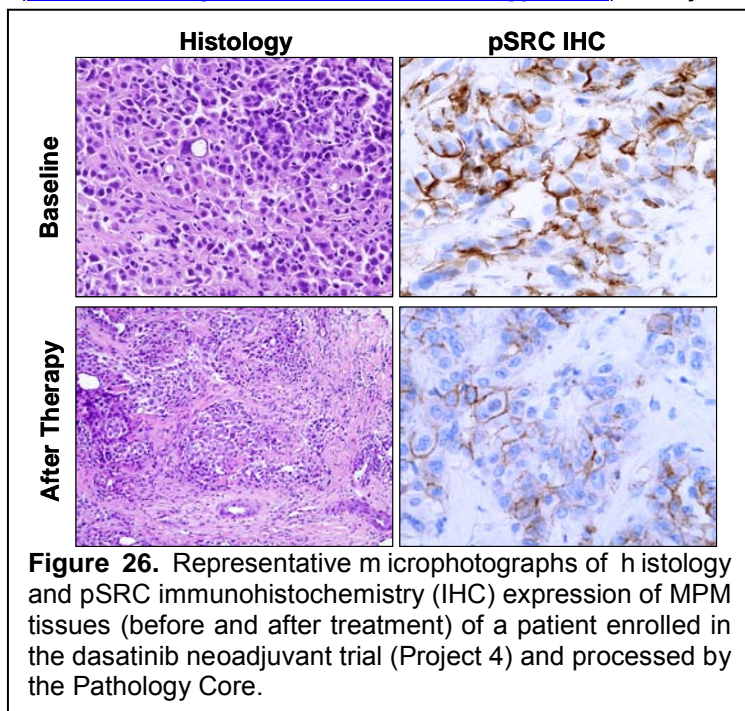 Histology
pSRC IHC
Baseline
After Therapy
Figure 26. Representative m icrophotographs of h istology
and pSRC immunohistochemistry (IHC) expression of MPM
tissues (before and after treatment) of a patient enrolled in
the dasatinib neoadjuvant trial (Project 4) and processed by
the Pathology Core.